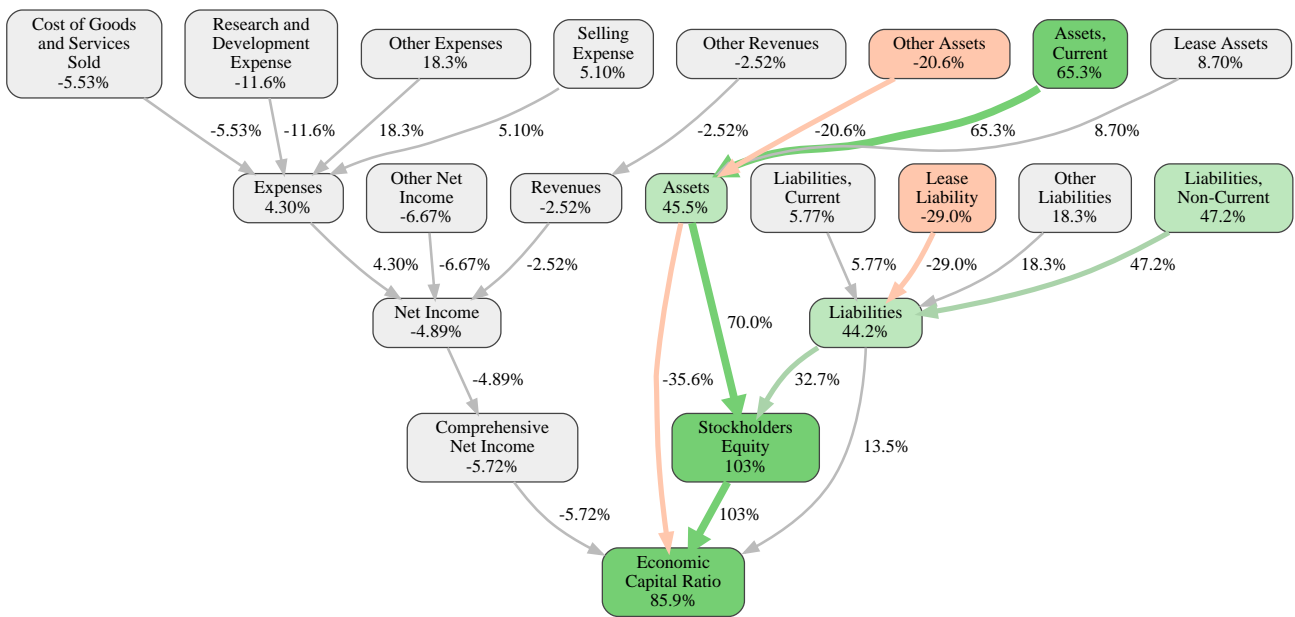 Cost of Goods
and Services
Sold
-5.53%
Research and
Development
Expense
-11.6%
Other Expenses
18.3%
Selling
Expense
5.10%
Other Revenues
-2.52%
Other Assets
-20.6%
Assets,
Current
65.3%
Lease Assets
8.70%
-5.53%
-11.6%
18.3%
5.10%
-2.52%
-20.6%
65.3%
8.70%
Expenses
4.30%
Other Net
Income
-6.67%
Revenues
-2.52%
Assets
45.5%
Liabilities,
Current
5.77%
Lease
Liability
-29.0%
Other
Liabilities
18.3%
Liabilities,
Non-Current
47.2%
4.30%
-6.67%
-2.52%
5.77%
-29.0%
18.3%
47.2%
Net Income
-4.89%
70.0%
Liabilities
44.2%
-4.89%
-35.6%
32.7%
Comprehensive
Net Income
-5.72%
Stockholders
Equity
103%
13.5%
-5.72%
103%
Economic
Capital Ratio
85.9%